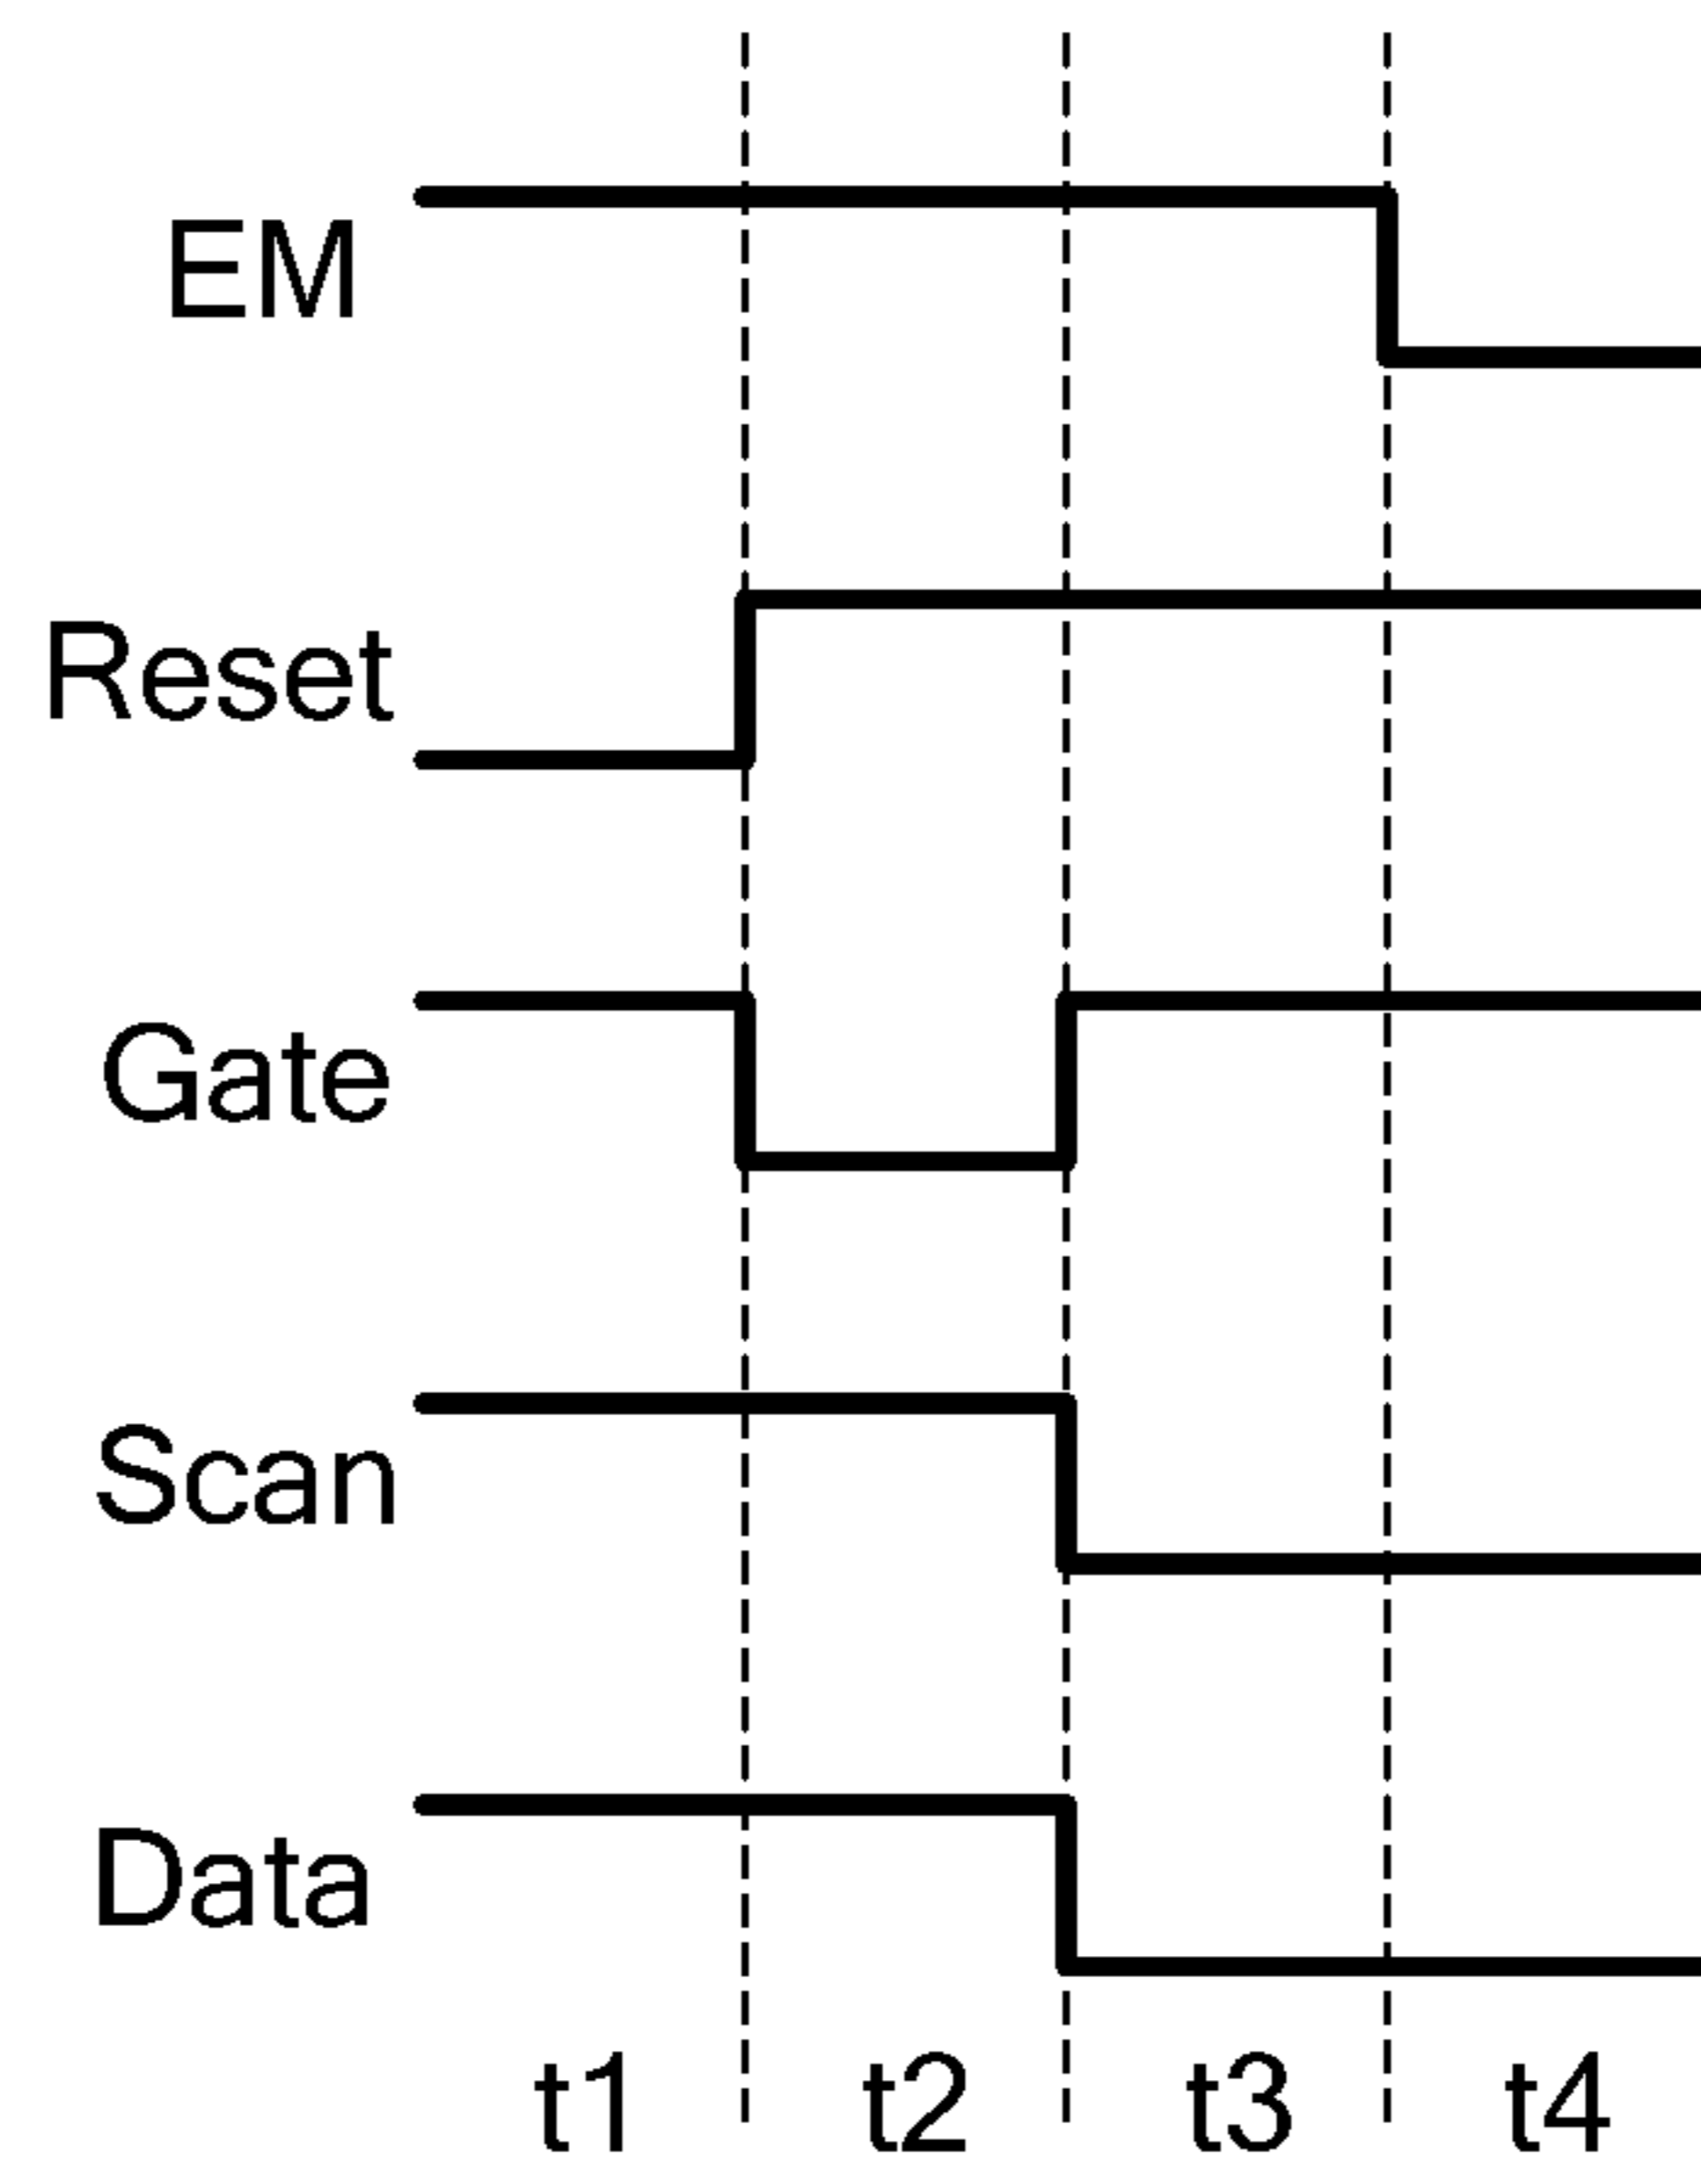 EM
Reset
Gate
Scan
Data
t1 t2 t3 t4